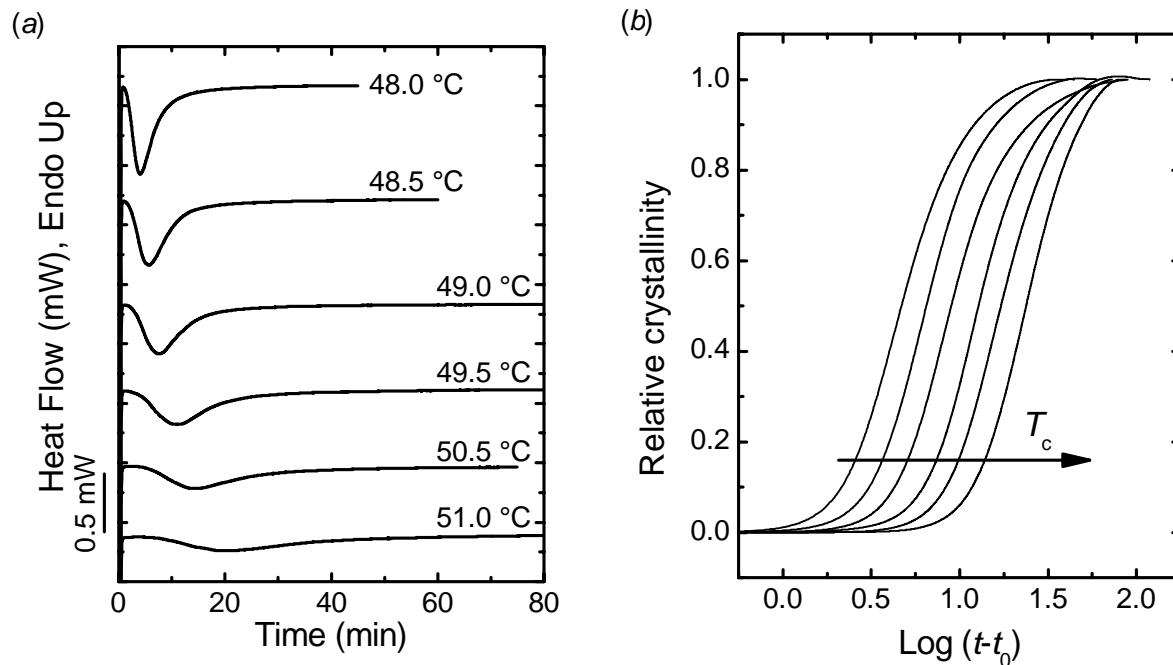 (a)
Heat Flow (mW), Endo Up
0.5 mW
48.0 °C
48.5 °C
49.0 °C
49.5 °C
50.5 °C
51.0 °C
0 20 40 60 80
Time (min)
(b)
Relative crystallinity
1.0
0.8
0.6
0.4
0.2
0.0
Tc
0.0 0.5 1.0 1.5 2.0
Log (t-t0)